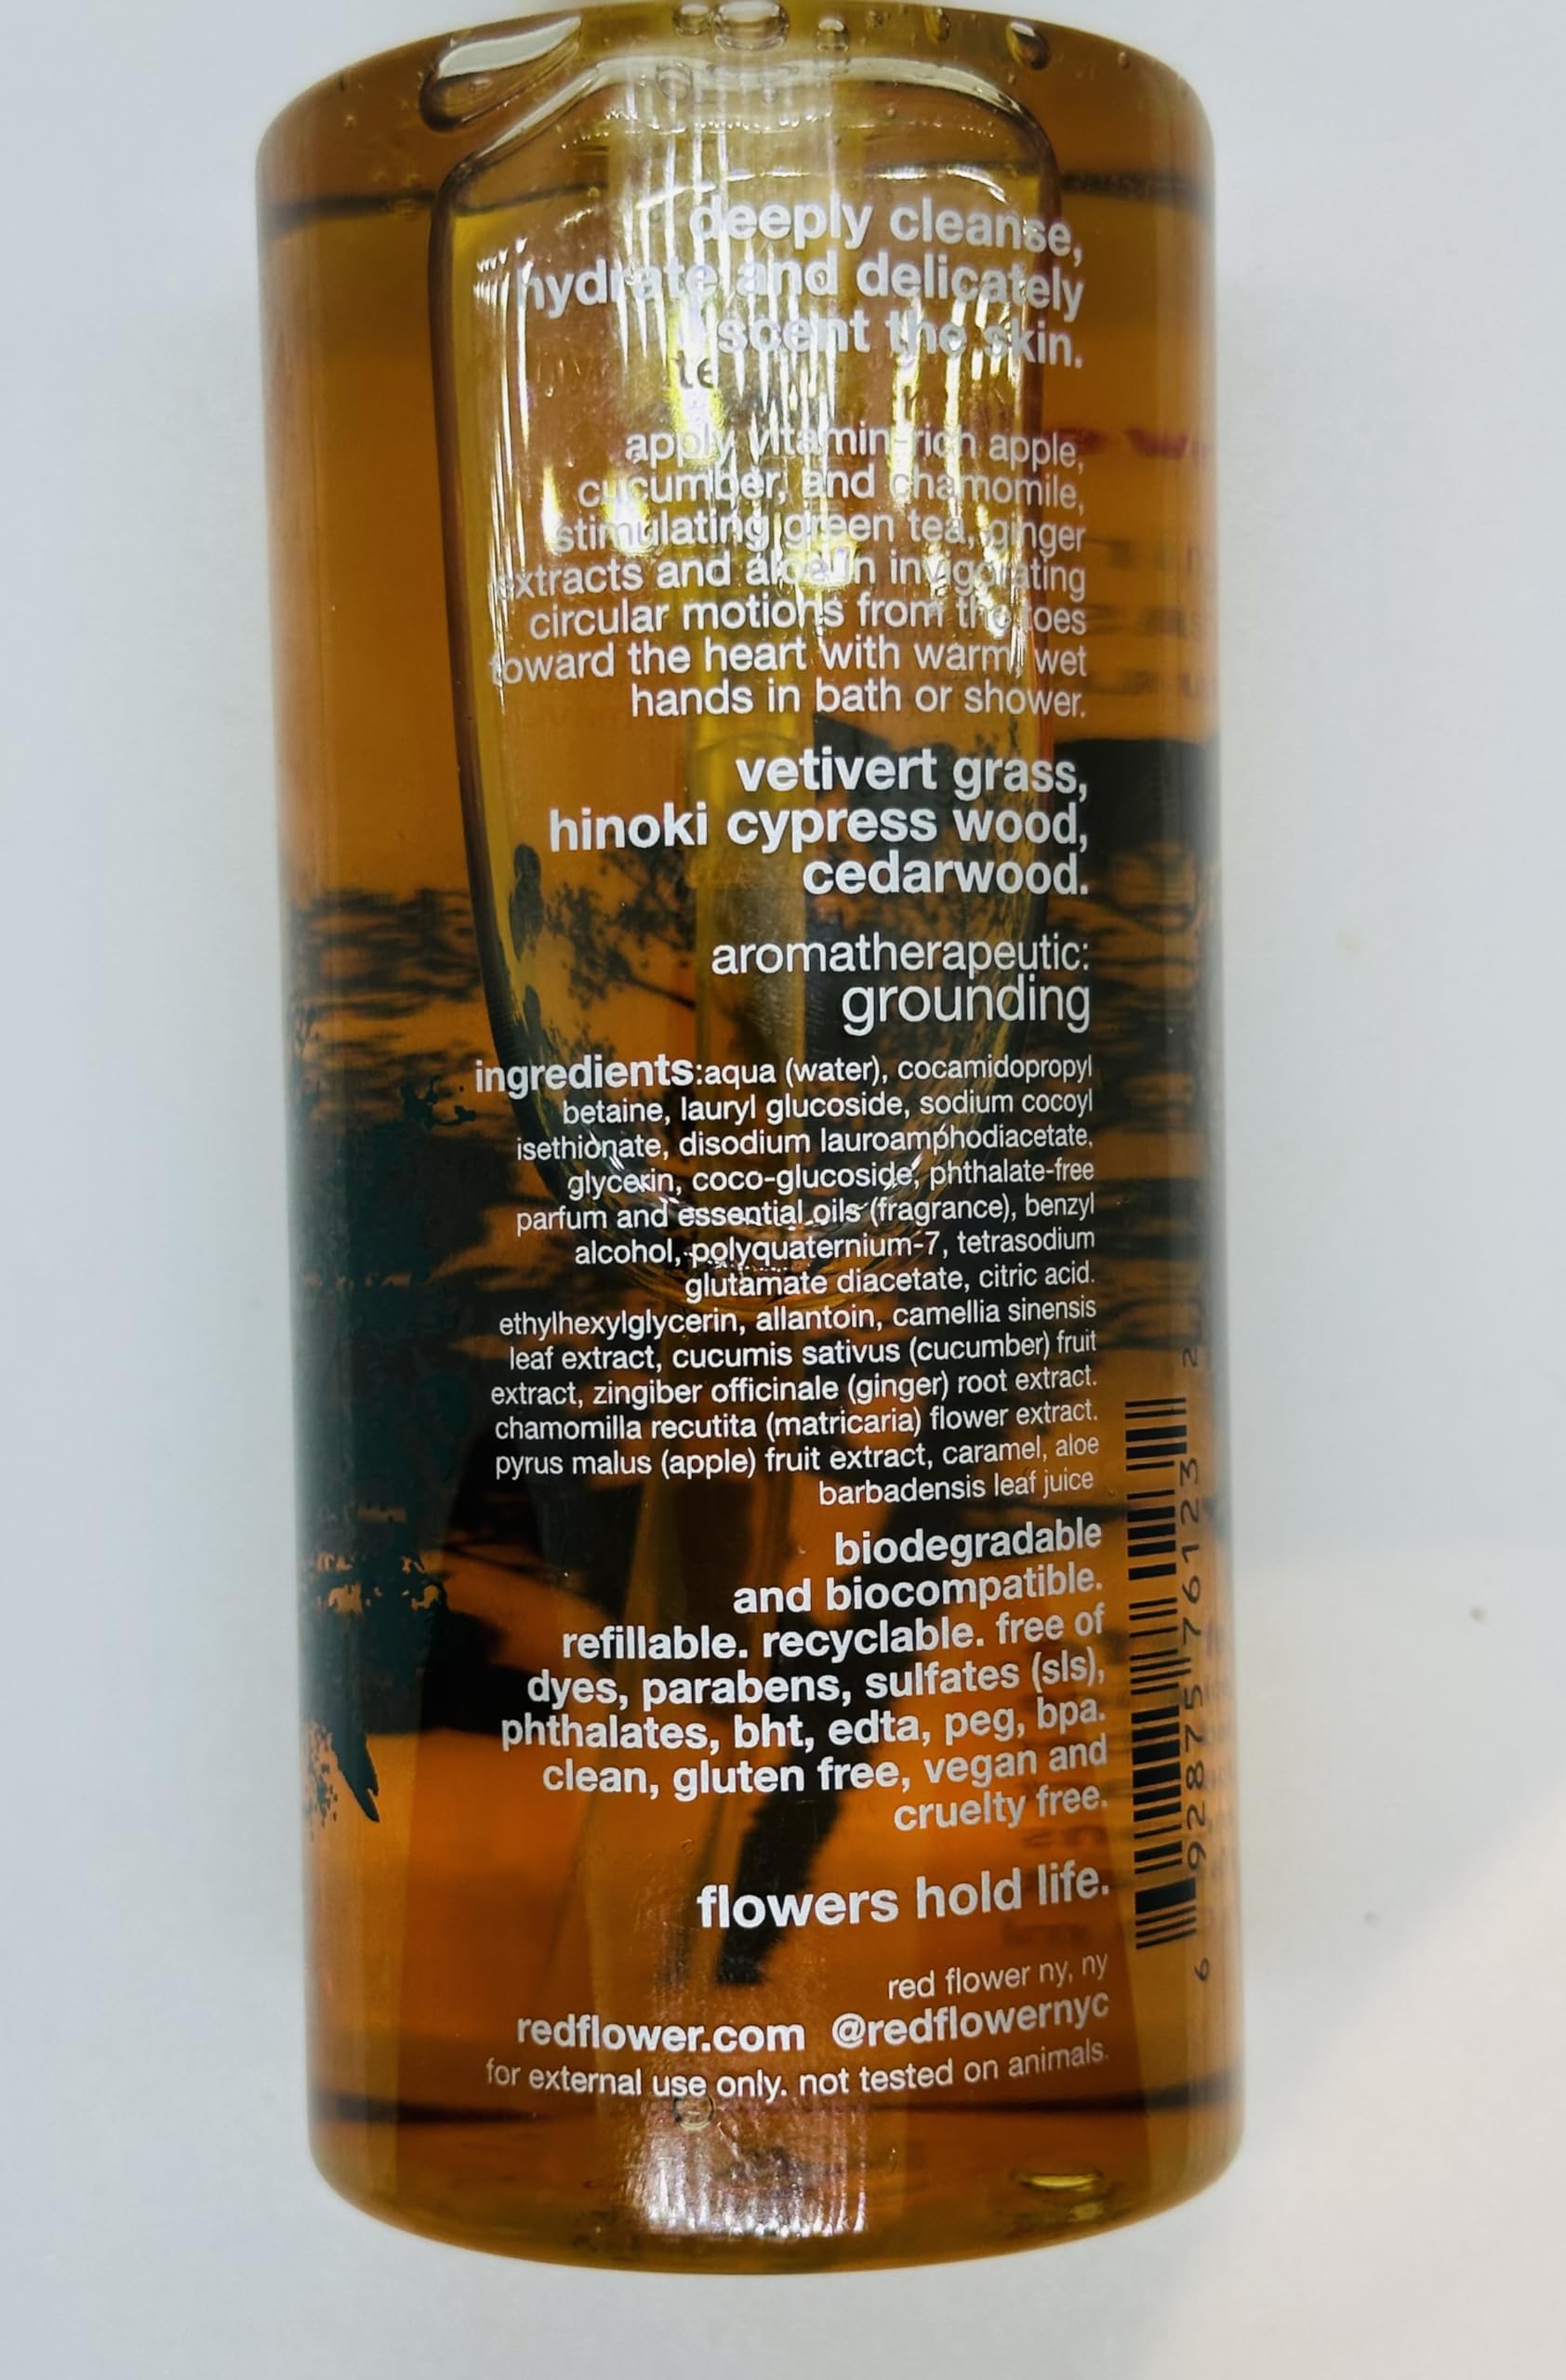 deeply cleanse,
hydrate and delicately
scent the skin.
apply vitamin-rich apple,
cucumber, and chamomile,
stimulating green tea, ginger
extracts and aloe in invigorating
circular motions from the toes
toward the heart with warm, wet
hands in bath or shower.
vetivert grass,
hinoki cypress wood,
cedarwood.
aromatherapeutic:
grounding
ingredients:aqua (water), cocamidopropyl
betaine, lauryl glucoside, sodium cocoyl
isethionate, disodium lauroamphodiacetate,
glycerin, coco-glucoside, phthalate-free
parfum and essential oils (fragrance), benzyl
alcohol, polyquaternium-7, tetrasodium
glutamate diacetate, citric acid.
ethylhexylglycerin, allantoin, camellia sinensis
leaf extract, cucumis sativus (cucumber) fruit
extract, zingiber officinale (ginger) root extract.
chamomilla recutita (matricaria) flower extract.
pyrus malus (apple) fruit extract, caramel, aloe
barbadensis leaf juice
biodegradable
and biocompatible.
refillable. recyclable. free of
dyes, parabens, sulfates (sls),
phthalates, bht, edta, peg, bpa.
clean, gluten free, vegan and
cruelty free.
flowers hold life.
red flower ny, ny
redflower.com @redflowernyc
for external use only. not tested on animals.
6 92875 76123 2